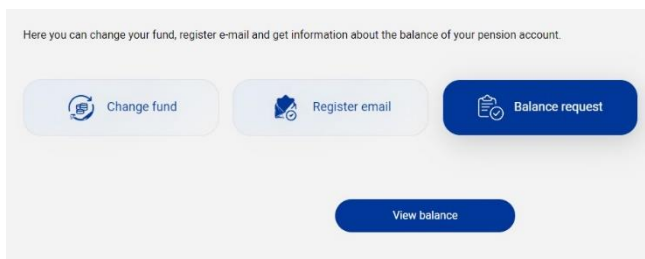 Here you can change your fund, register e-mail and get information about the balance of your pension account.
Change fund
Register email
Balance request
View balance